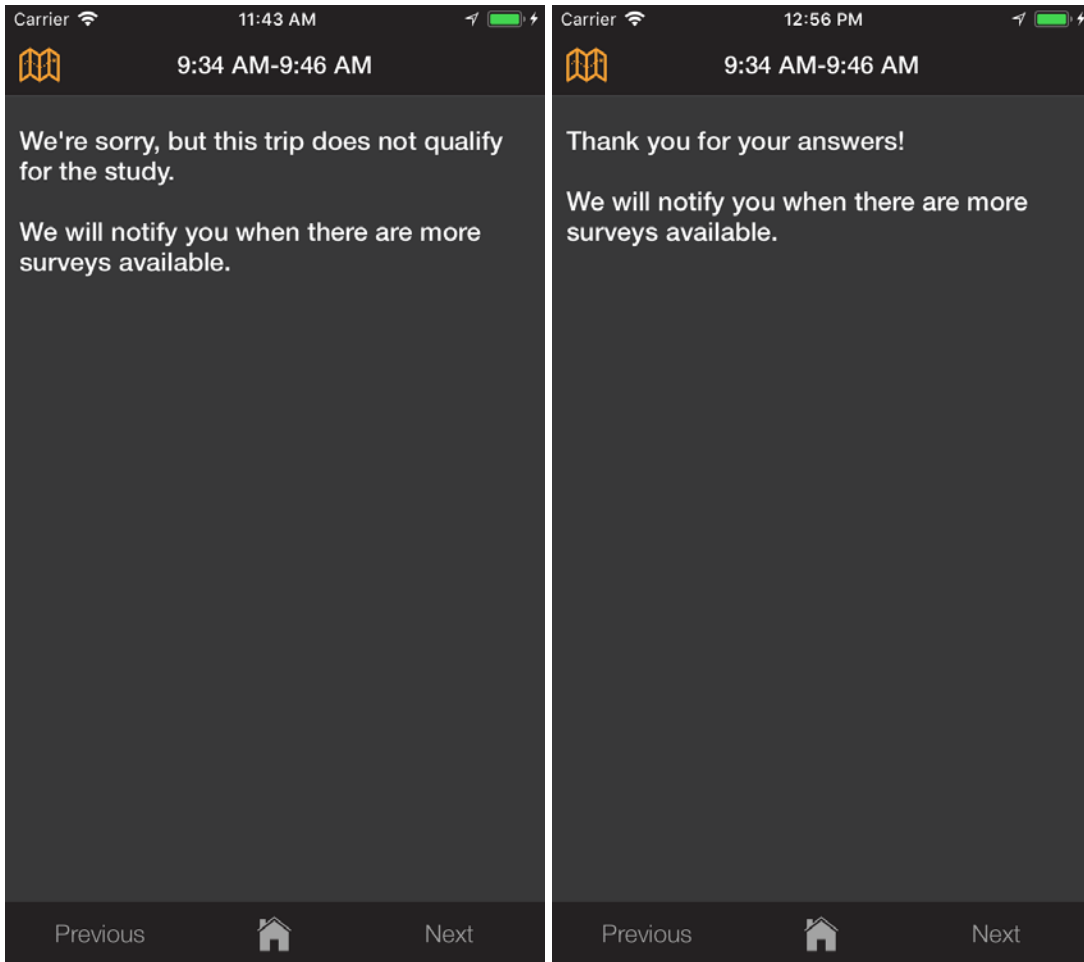 Carrier 11:43 AM
9:34 AM-9:46 AM
We're sorry, but this trip does not qualify
for the study.
We will notify you when there are more
surveys available.
Previous Next
Carrier 12:56 PM
9:34 AM-9:46 AM
Thank you for your answers!
We will notify you when there are more
surveys available.
Previous Next